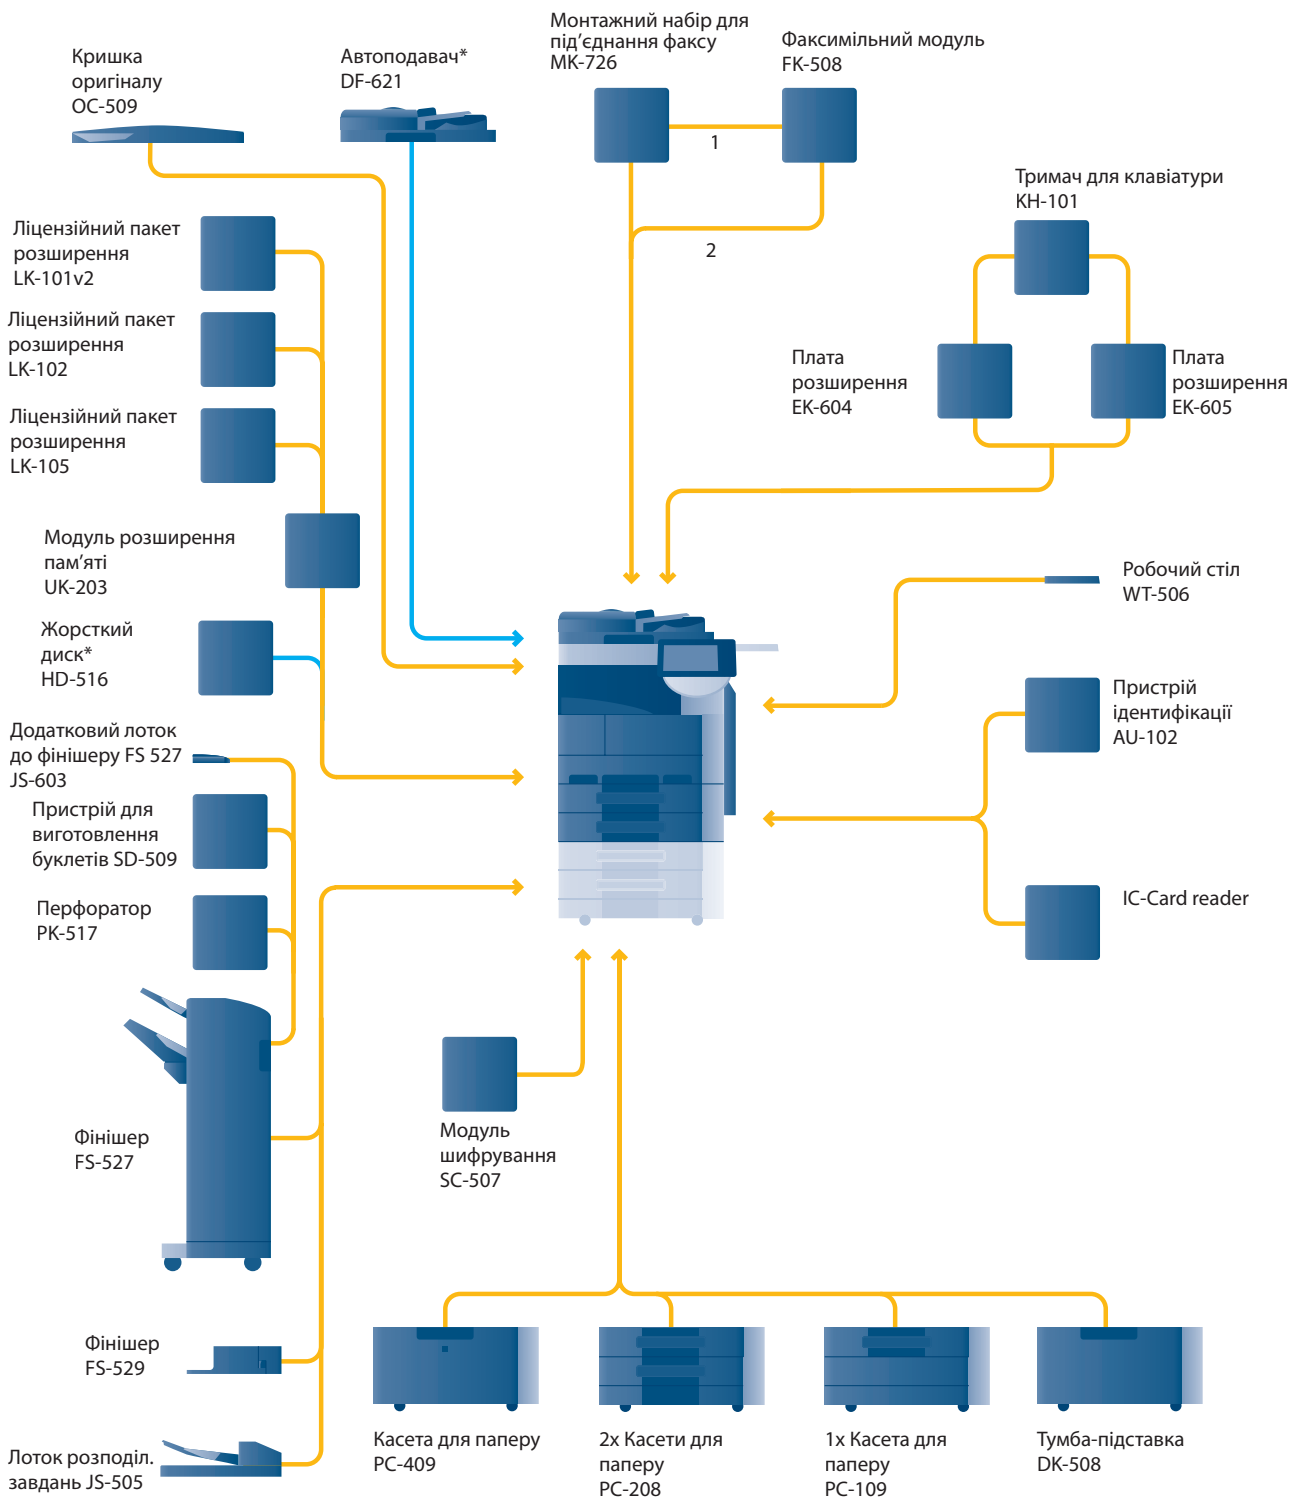 Кришка
оригіналу
OC-509
Автоподавач*
DF-621
Монтажний набір для
під’єднання факсу
MK-726
Факсимільний модуль
FK-508
1
2
Тримач для клавіатури
KH-101
Ліцензійний пакет
розширення
LK-101v2
Ліцензійний пакет
розширення
LK-102
Плата
розширення
EK-604
Плата
розширення
EK-605
Ліцензійний пакет
розширення
LK-105
Модуль розширення
пам’яті
UK-203
Робочий стіл
WT-506
Жорсткий
диск*
HD-516
Пристрій
ідентифікації
AU-102
Додатковий лоток
до фінішеру FS 527
JS-603
Пристрій для
виготовлення
буклетів SD-509
Перфоратор
PK-517
IC-Card reader
Фінішер
FS-527
Модуль
шифрування
SC-507
Фінішер
FS-529
Лоток розподіл.
завдань JS-505
Касета для паперу
PC-409
2x Касети для
паперу
PC-208
1x Касета для
паперу
PC-109
Тумба-підставка
DK-508